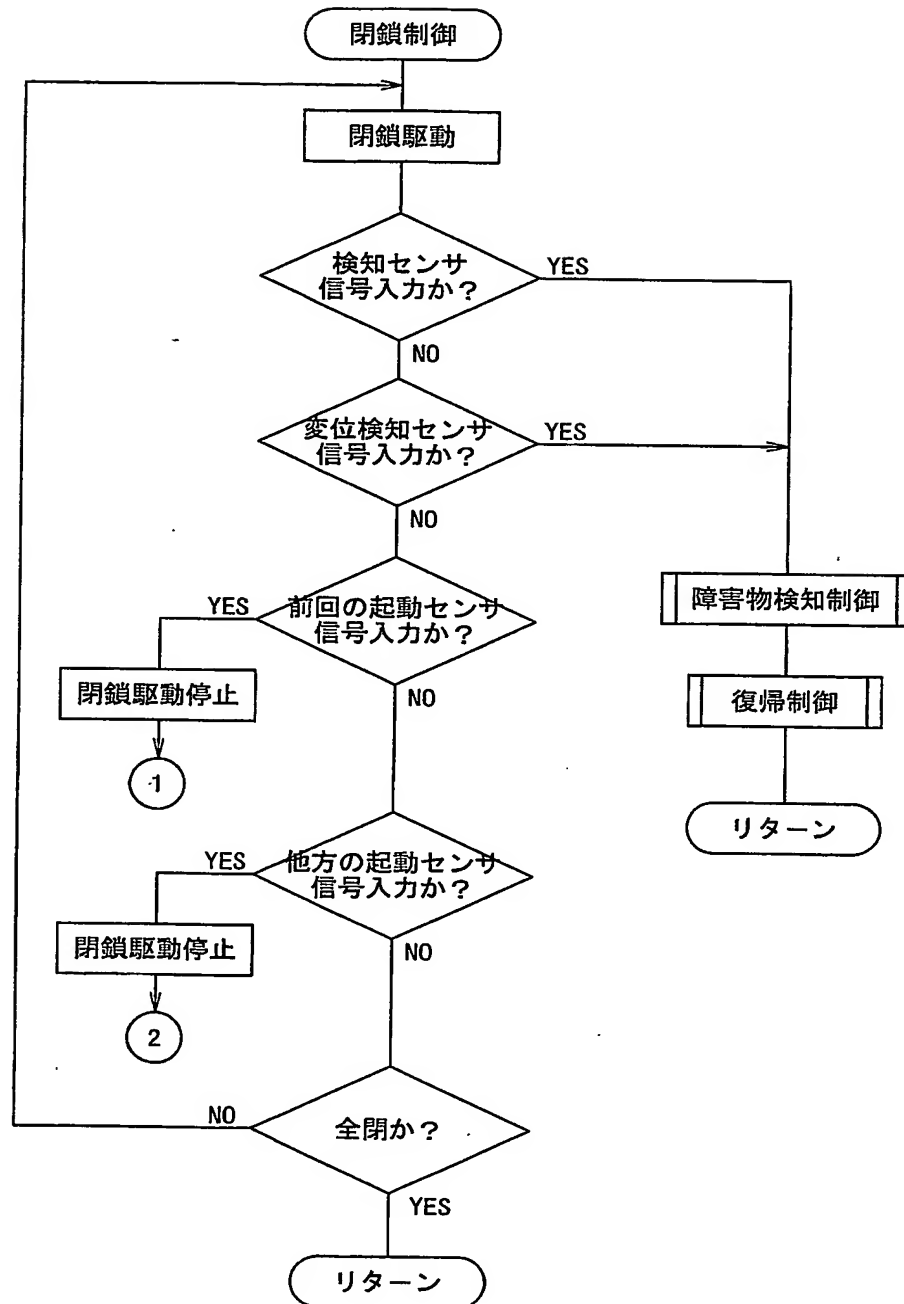 閉鎖制御
閉鎖駆動
検知センサ
信号入力か?
YES
NO
変位検知センサ
信号入力か?
YES
NO
前回の起動センサ
信号入力か?
YES
NO
閉鎖駆動停止
1
障害物検知制御
復帰制御
リターン
他方の起動センサ
信号入力か?
YES
NO
閉鎖駆動停止
2
全閉か?
NO
YES
リターン